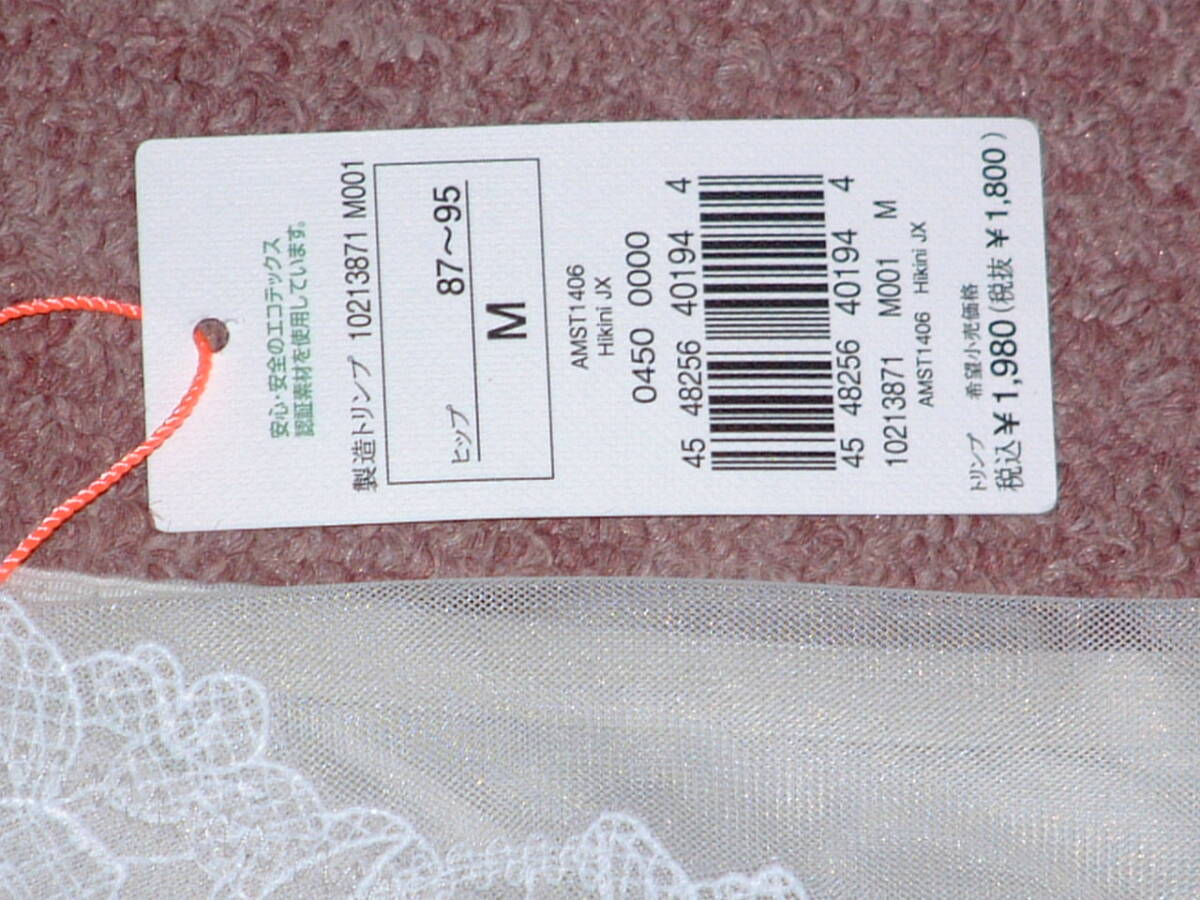 安心・安全のエコテックス
認証素材を使用しています。
製造トリンプ 10213871 M001
ヒップ 87～95
M
AMST1406
Hikini JX
0450 0000
45 48256 40194 4
45 48256 40194 4
10213871 M001 M
AMST1406 Hikini JX
トリンプ 希望小売価格
税込¥1,980(税抜 ¥1,800)